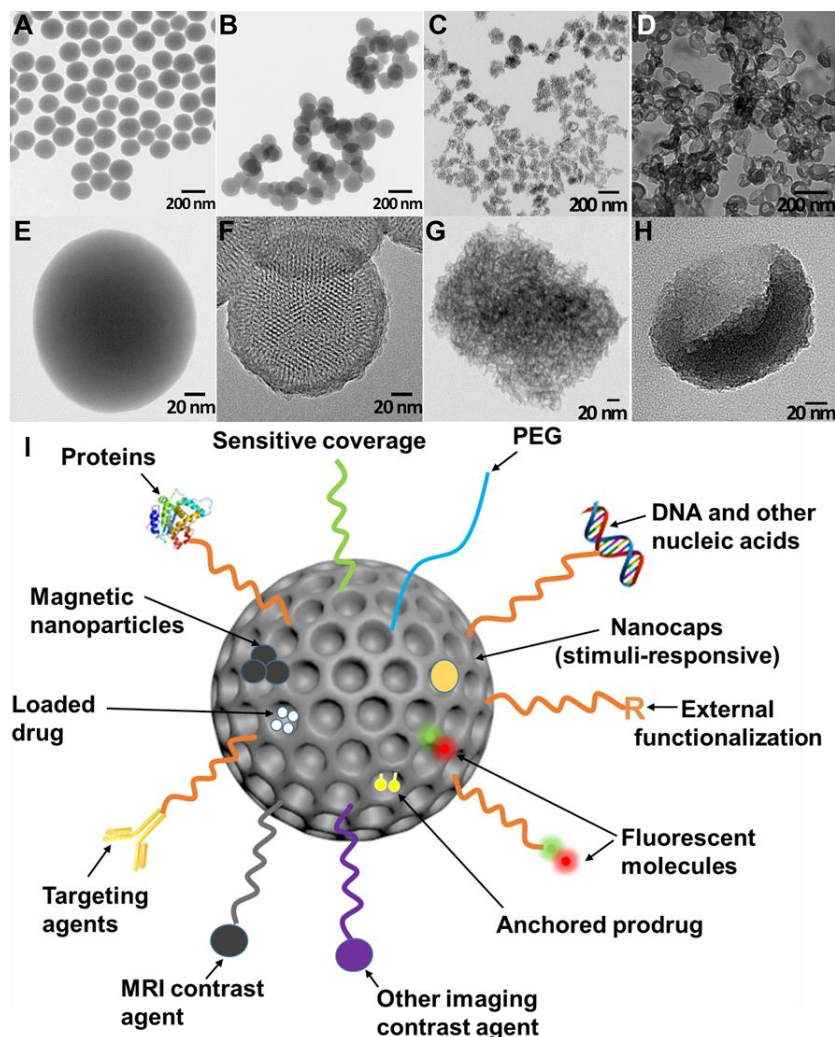 A
B
C
D
200 nm
200 nm
200 nm
200 nm
E
F
G
H
20 nm
20 nm
20 nm
20 nm
I
Sensitive coverage
PEG
Proteins
DNA and other
nucleic acids
Magnetic
nanoparticles
Nanocaps
(stimuli-responsive)
Loaded
drug
R
External
functionalization
Fluorescent
molecules
Targeting
agents
Anchored prodrug
MRI contrast
agent
Other imaging
contrast agent